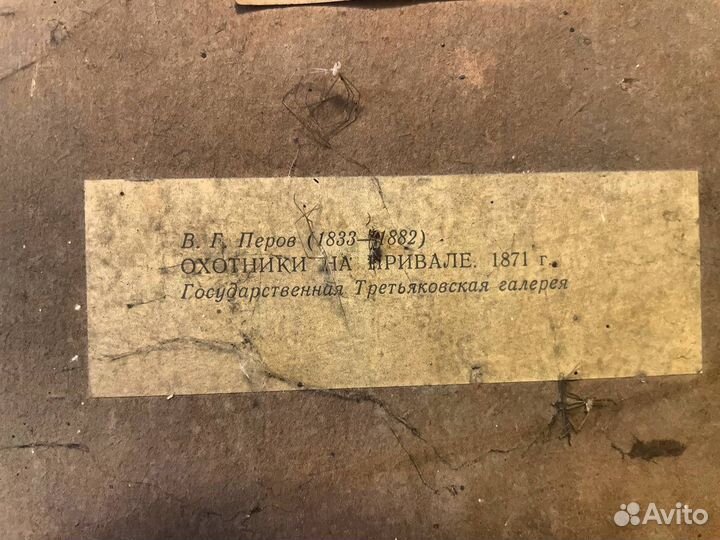 В. Г. Перов (1833—1882)
ОХОТНИКИ НА ПРИВАЛЕ. 1871 г.
Государственная Третьяковская галерея
Avito